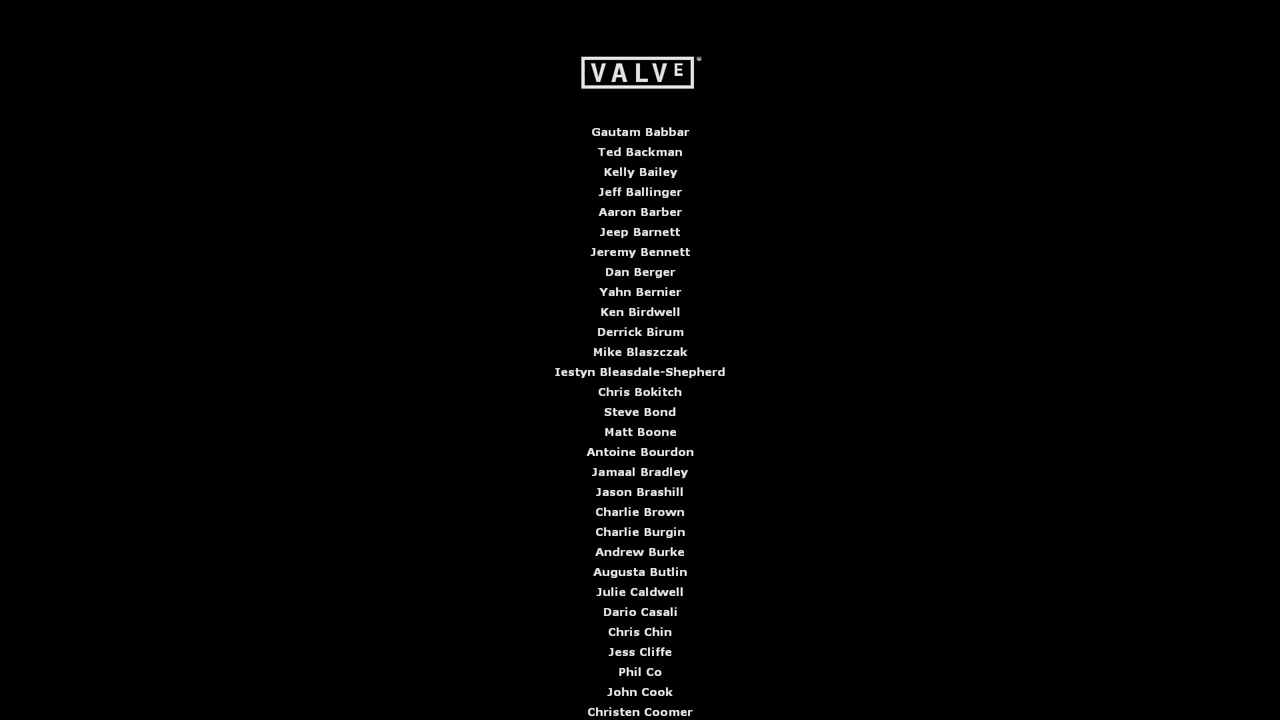 VALVE®
Gautam Babbar
Ted Backman
Kelly Bailey
Jeff Ballinger
Aaron Barber
Jeep Barnett
Jeremy Bennett
Dan Berger
Yahn Bernier
Ken Birdwell
Derrick Birum
Mike Blaszczak
Iestyn Bleasdale-Shepherd
Chris Bokitch
Steve Bond
Matt Boone
Antoine Bourdon
Jamaal Bradley
Jason Brashill
Charlie Brown
Charlie Burgin
Andrew Burke
Augusta Butlin
Julie Caldwell
Dario Casali
Chris Chin
Jess Cliffe
Phil Co
John Cook
Christen Coomer